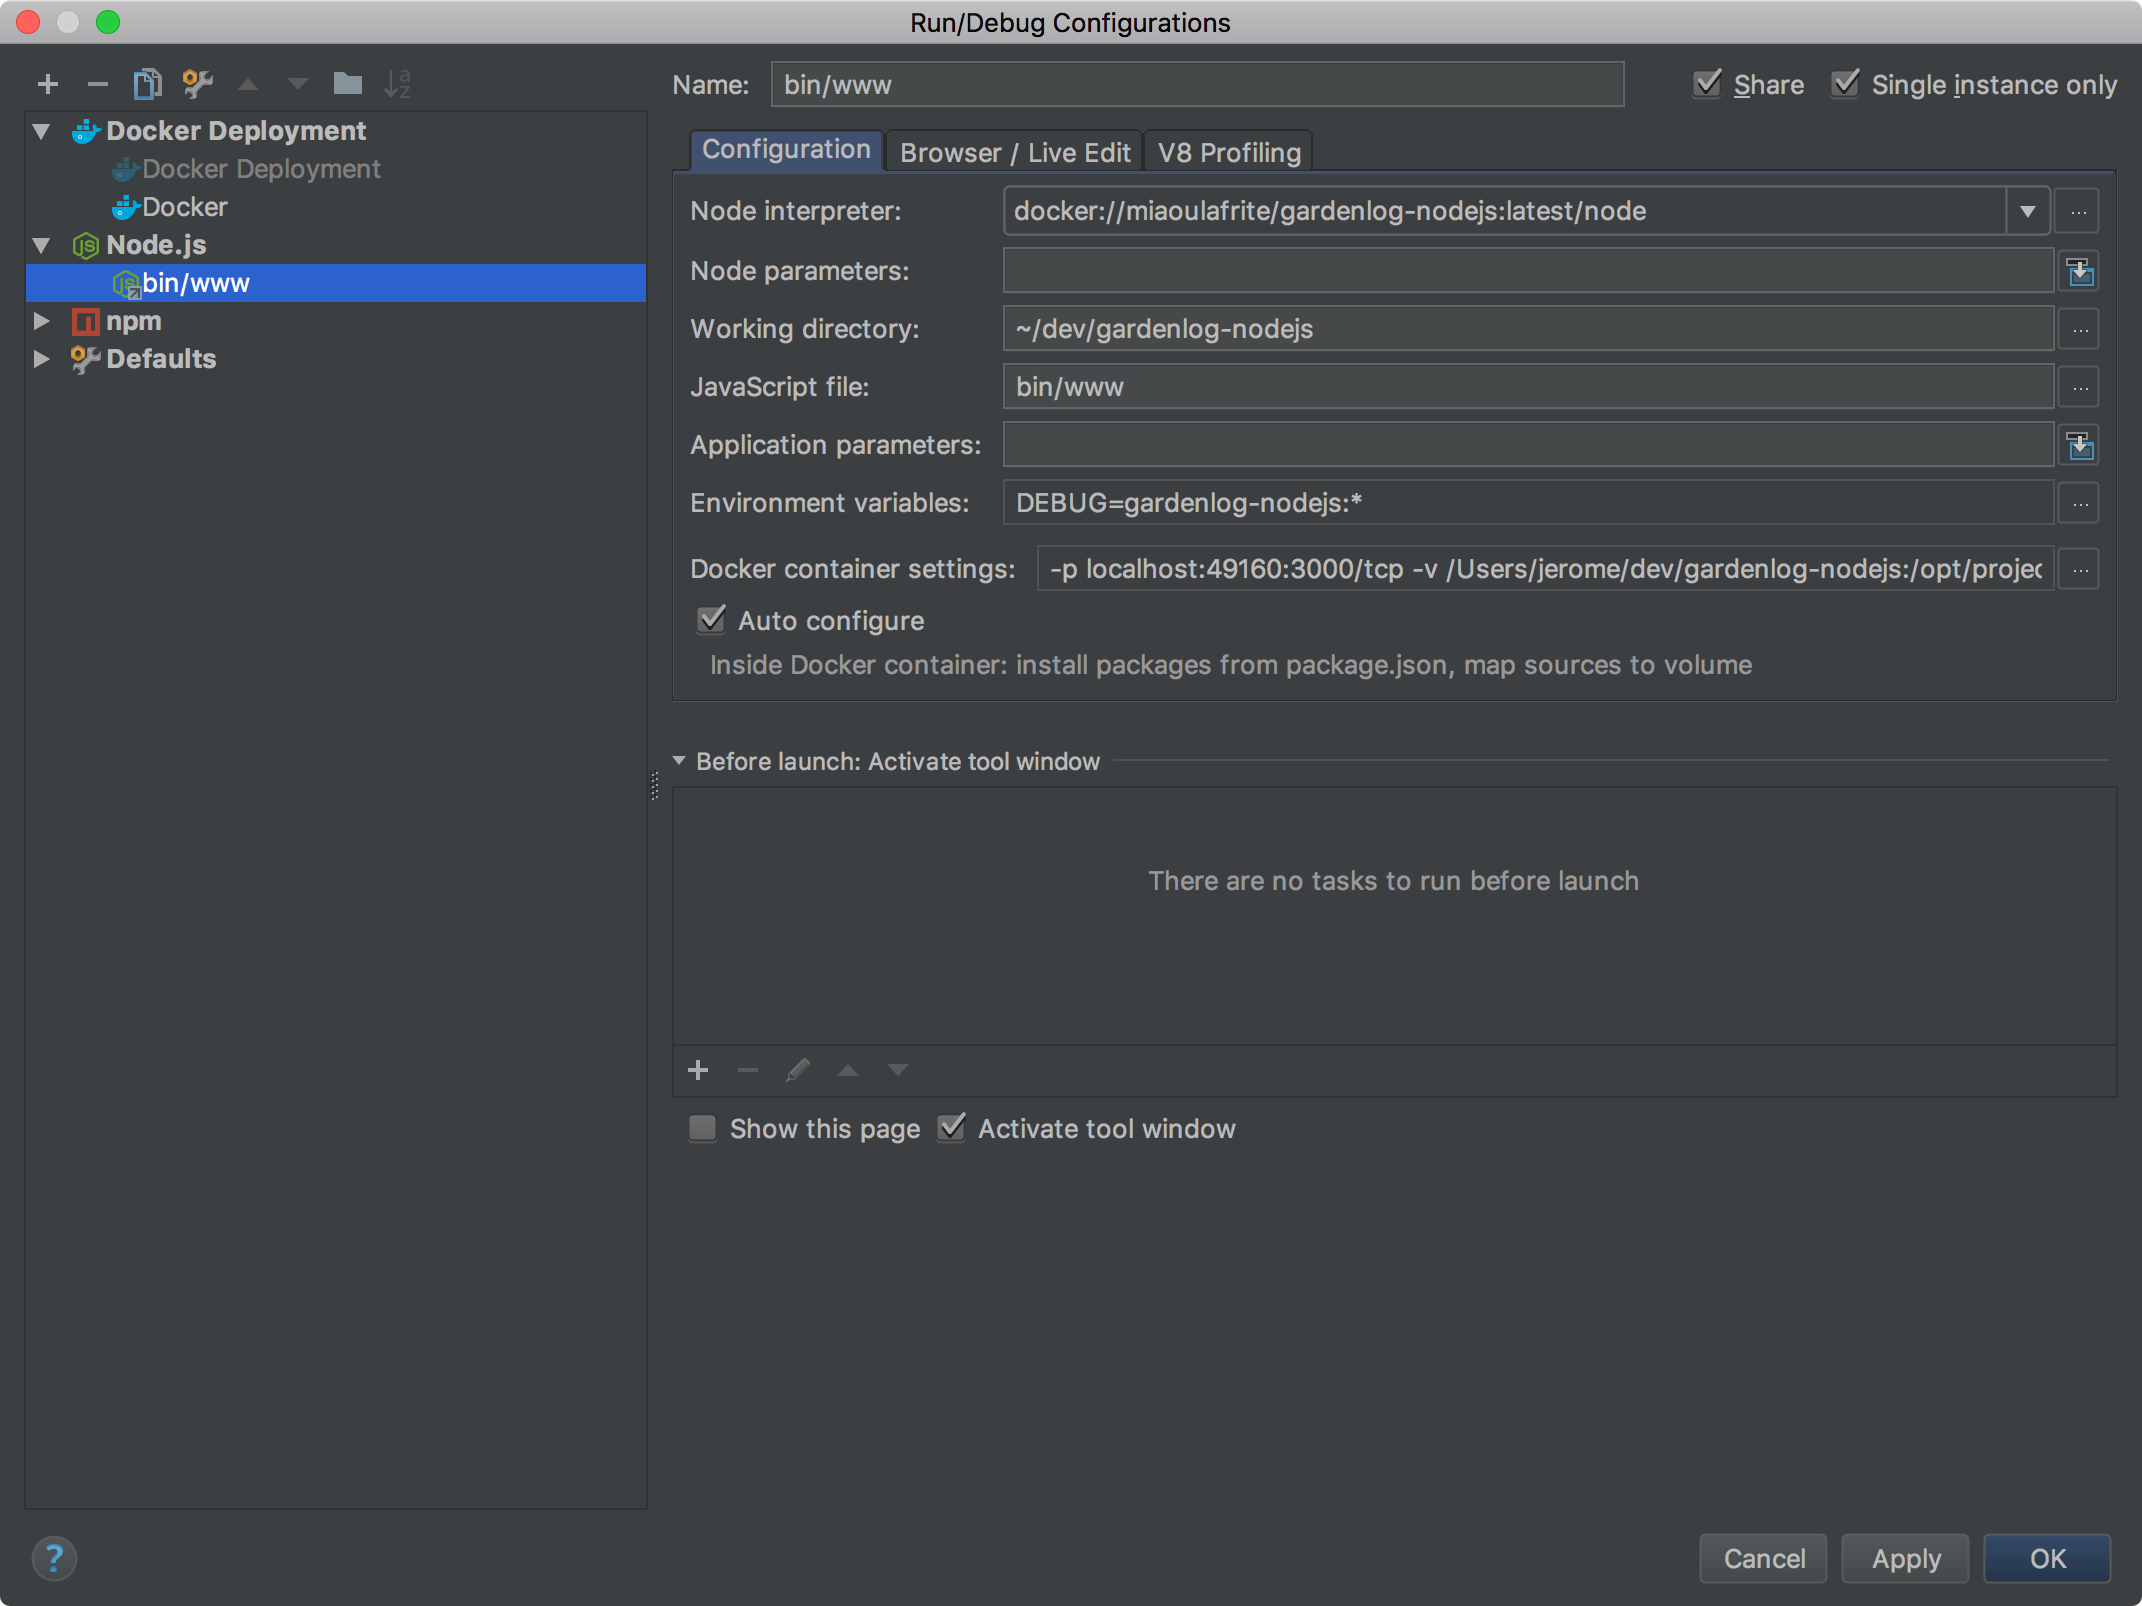 Run/Debug Configurations
Name: bin/www Share Single instance only
Docker Deployment
Docker Deployment
Docker
Node.js
bin/www
npm
Defaults
Configuration Browser / Live Edit V8 Profiling
Node interpreter: docker://miaoulafrite/gardenlog-nodejs:latest/node ...
Node parameters:
Working directory: ~/dev/gardenlog-nodejs ...
JavaScript file: bin/www ...
Application parameters:
Environment variables: DEBUG=gardenlog-nodejs:* ...
Docker container settings: -p localhost:49160:3000/tcp -v /Users/jerome/dev/gardenlog-nodejs:/opt/projec ...
Auto configure
Inside Docker container: install packages from package.json, map sources to volume
Before launch: Activate tool window
There are no tasks to run before launch
Show this page Activate tool window
? Cancel Apply OK